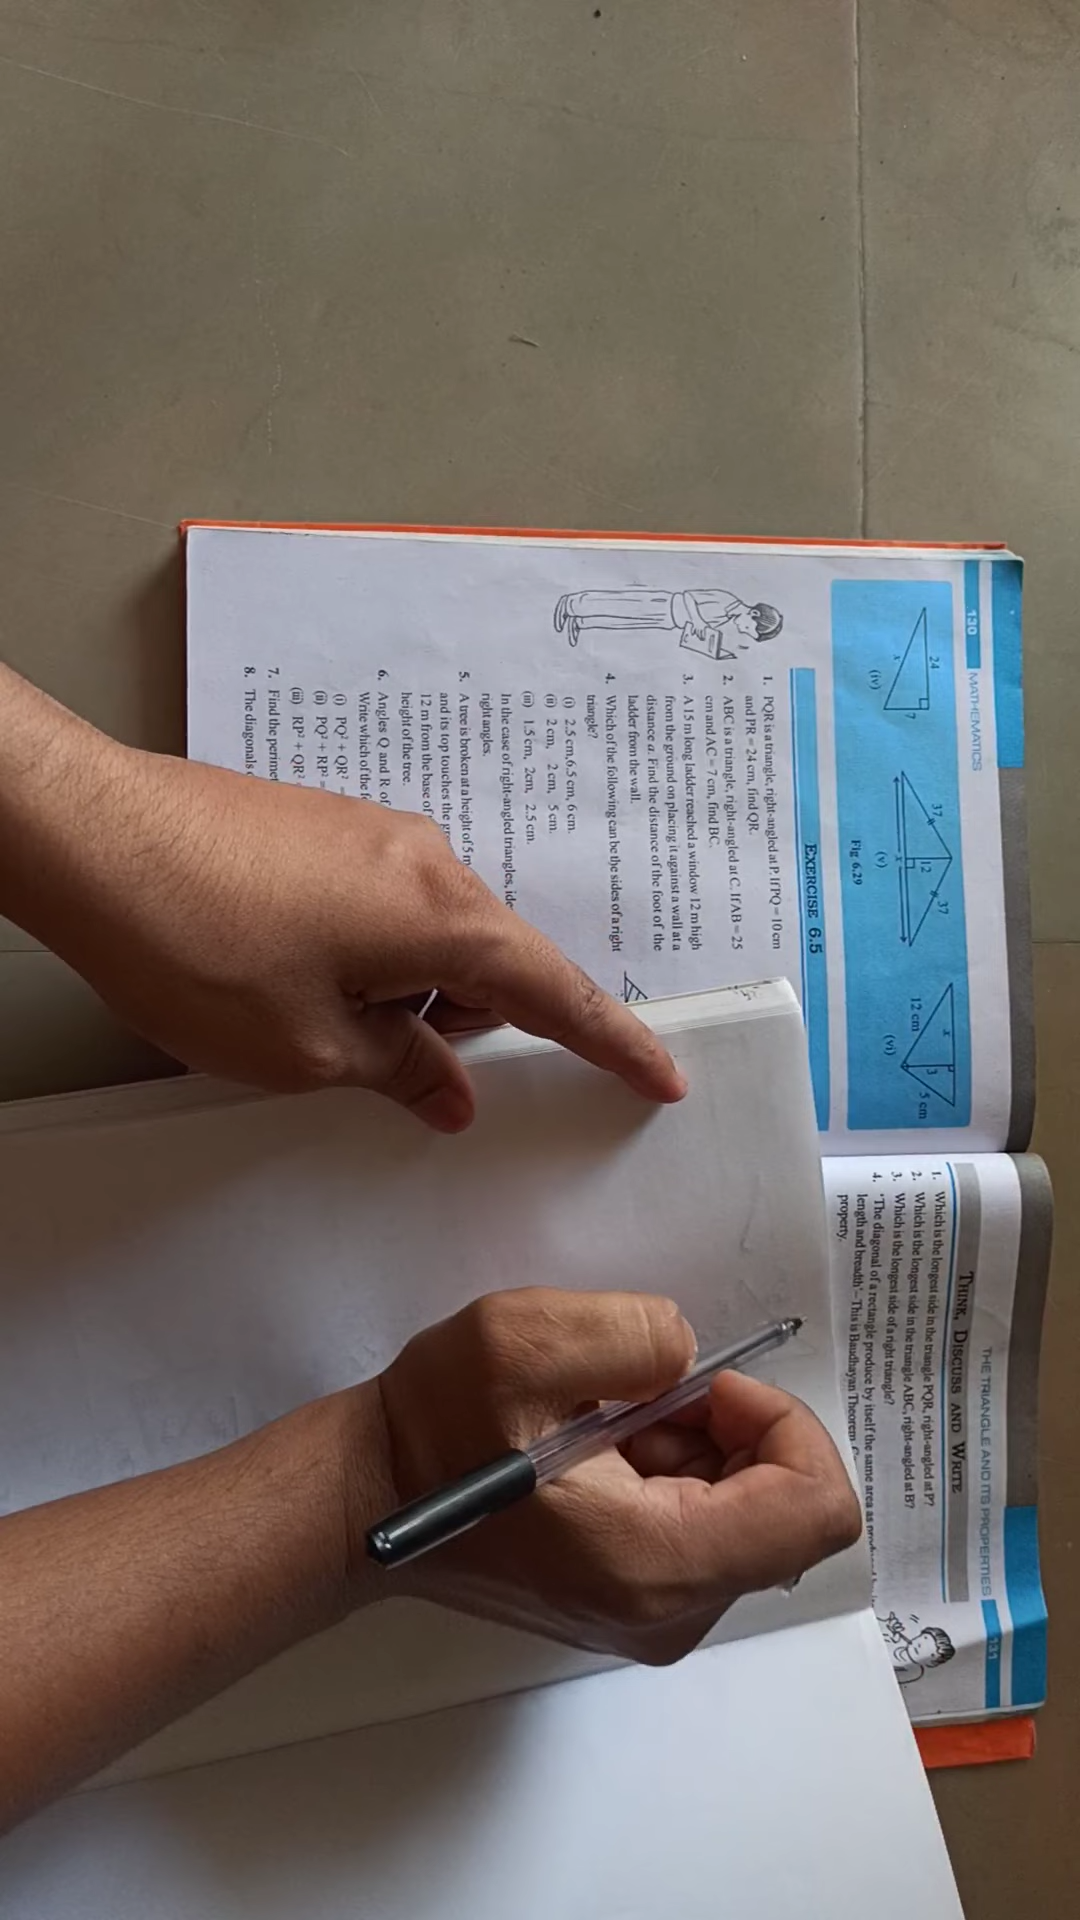 130 MATHEMATICS
24
x
7
(iv)
37
37
12
x
(v)
x
3
5 cm
12 cm
(vi)
Fig 6.29
EXERCISE 6.5
1. PQR is a triangle, right-angled at P. If PQ = 10 cm
and PR = 24 cm, find QR.
2. ABC is a triangle, right-angled at C. If AB = 25
cm and AC = 7 cm, find BC.
3. A 15 m long ladder reached a window 12 m high
from the ground on placing it against a wall at a
distance a. Find the distance of the foot of the
ladder from the wall.
4. Which of the following can be the sides of a right
triangle?
(i) 2.5 cm,6.5 cm, 6 cm.
(ii) 2 cm, 2 cm, 5 cm.
(iii) 1.5 cm, 2cm, 2.5 cm.
In the case of right-angled triangles, ide
right angles.
5. A tree is broken at a height of 5 m
and its top touches the gr
12 m from the base of
height of the tree.
6. Angles Q and R of
Write which of the f
(i) PQ² + QR² =
(ii) PQ² + RP² =
(iii) RP² + QR²
7. Find the perimet
8. The diagonals
THE TRIANGLE AND ITS PROPERTIES 131
THINK, DISCUSS AND WRITE
1. Which is the longest side in the triangle PQR, right-angled at P?
2. Which is the longest side in the triangle ABC, right-angled at B?
3. Which is the longest side of a right triangle?
4. 'The diagonal of a rectangle produce by itself the same area as produced by its
length and breadth'– This is Baudhayan Theorem.
property.